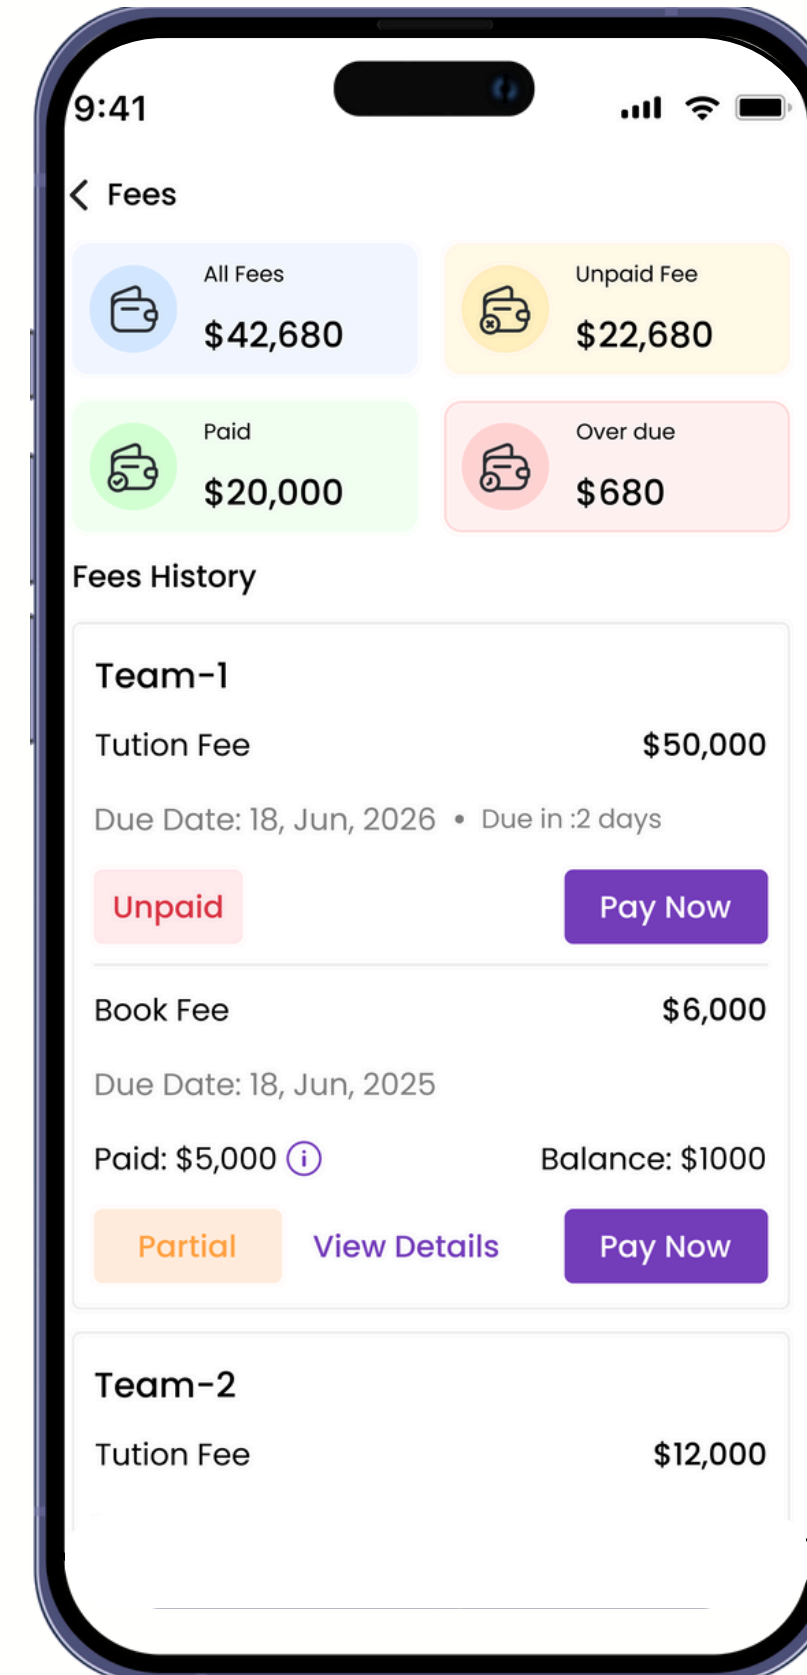 9:41
Fees
All Fees
$42,680
Unpaid Fee
$22,680
Paid
$20,000
Over due
$680
Fees History
Team-1
Tution Fee $50,000
Due Date: 18, Jun, 2026 • Due in :2 days
Unpaid Pay Now
Book Fee $6,000
Due Date: 18, Jun, 2025
Paid: $5,000 i Balance: $1000
Partial View Details Pay Now
Team-2
Tution Fee $12,000